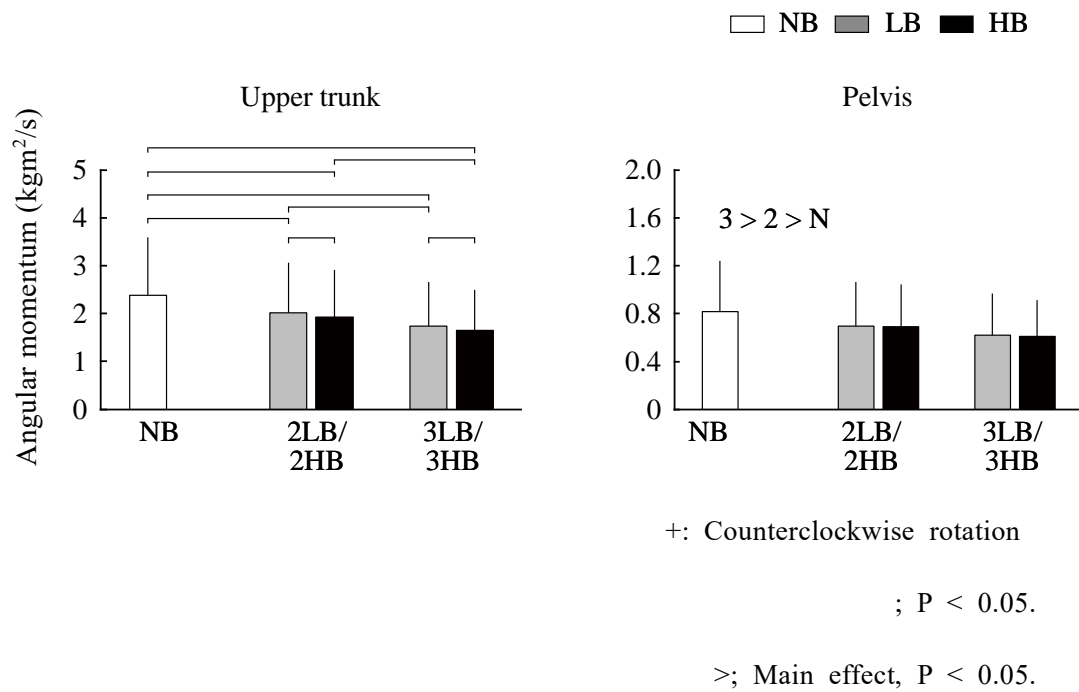 NB LB HB
Upper trunk
Pelvis
Angular momentum (kgm²/s)
5
4
3
2
1
0
NB
2LB/
2HB
3LB/
3HB
2.0
1.6
1.2
0.8
0.4
0
3 > 2 > N
NB
2LB/
2HB
3LB/
3HB
+: Counterclockwise rotation
; P < 0.05.
>; Main effect, P < 0.05.